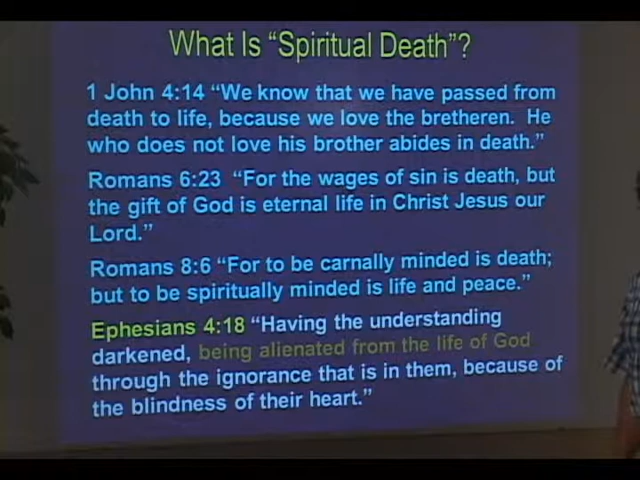 What Is "Spiritual Death"?
1 John 4:14 "We know that we have passed from
death to life, because we love the bretheren. He
who does not love his brother abides in death."
Romans 6:23 "For the wages of sin is death, but
the gift of God is eternal life in Christ Jesus our
Lord."
Romans 8:6 "For to be carnally minded is death;
but to be spiritually minded is life and peace."
Ephesians 4:18 "Having the understanding
darkened, being alienated from the life of God
through the ignorance that is in them, because of
the blindness of their heart."